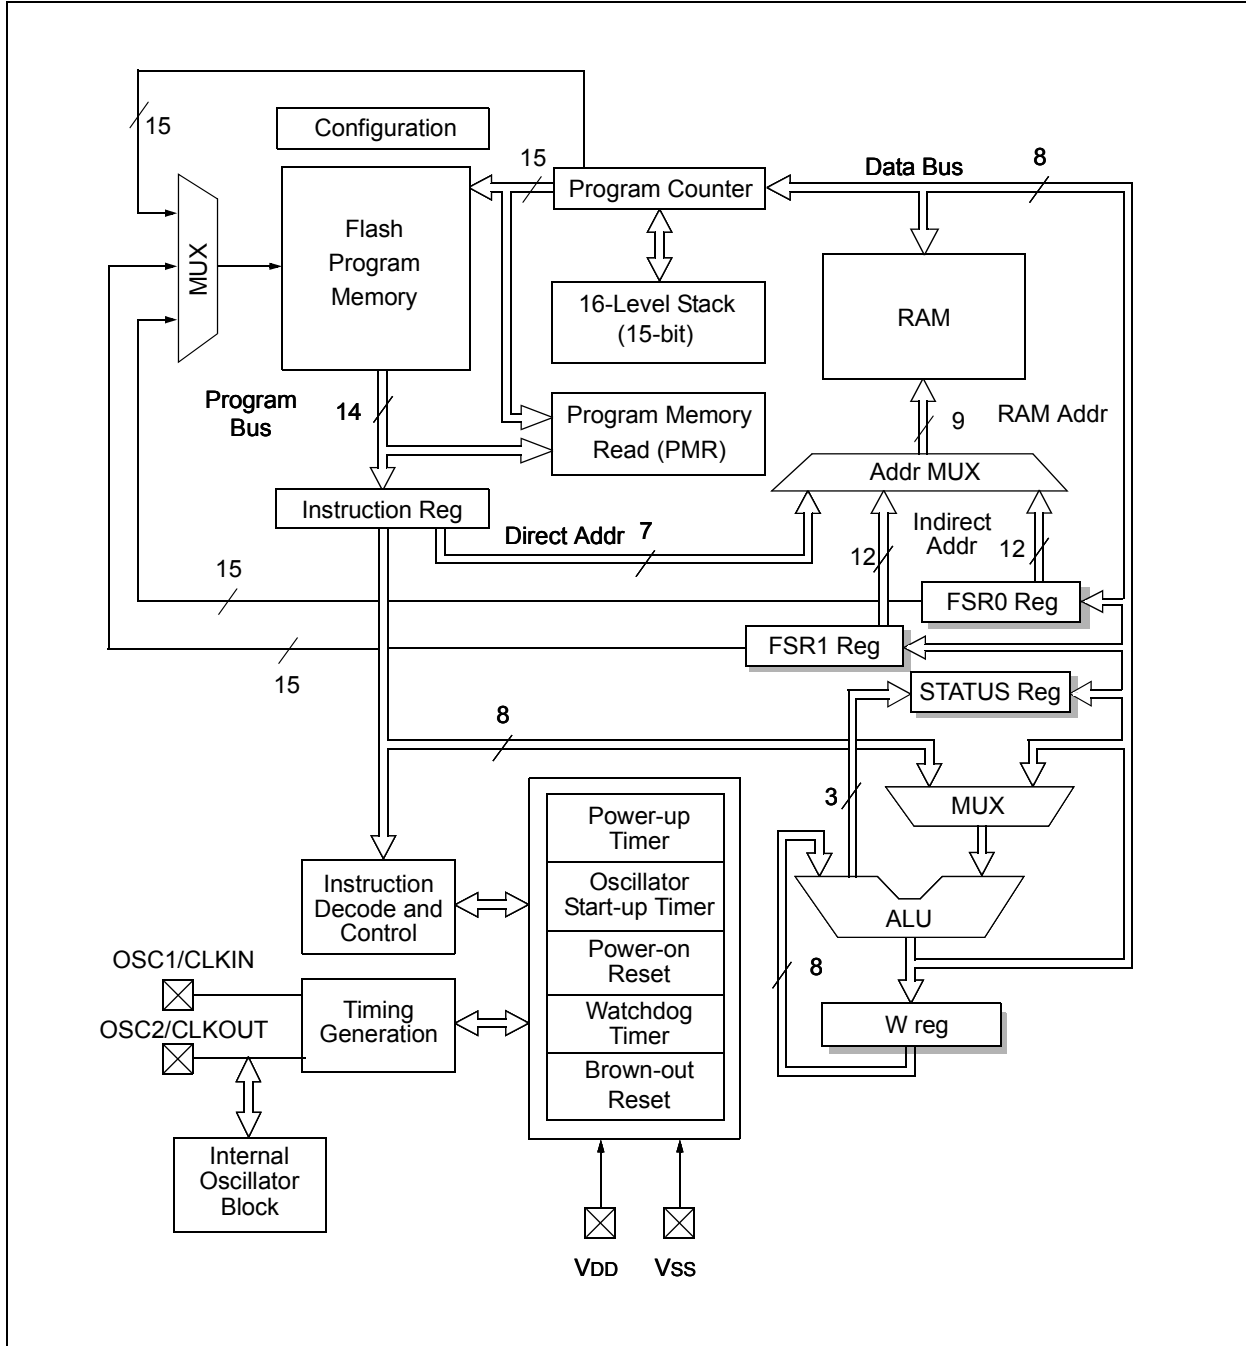 15
Configuration
15
Program Counter
Data Bus
8
MUX
Flash
Program
Memory
16-Level Stack
(15-bit)
RAM
Program
Bus
14
Program Memory
Read (PMR)
9
RAM Addr
Addr MUX
Instruction Reg
Direct Addr
7
12
Indirect
Addr
12
15
FSR0 Reg
15
FSR1 Reg
STATUS Reg
8
3
MUX
Power-up
Timer
Oscillator
Start-up Timer
Power-on
Reset
Watchdog
Timer
Brown-out
Reset
Instruction
Decode and
Control
ALU
8
OSC1/CLKIN
OSC2/CLKOUT
Timing
Generation
W reg
Internal
Oscillator
Block
VDD
VSS